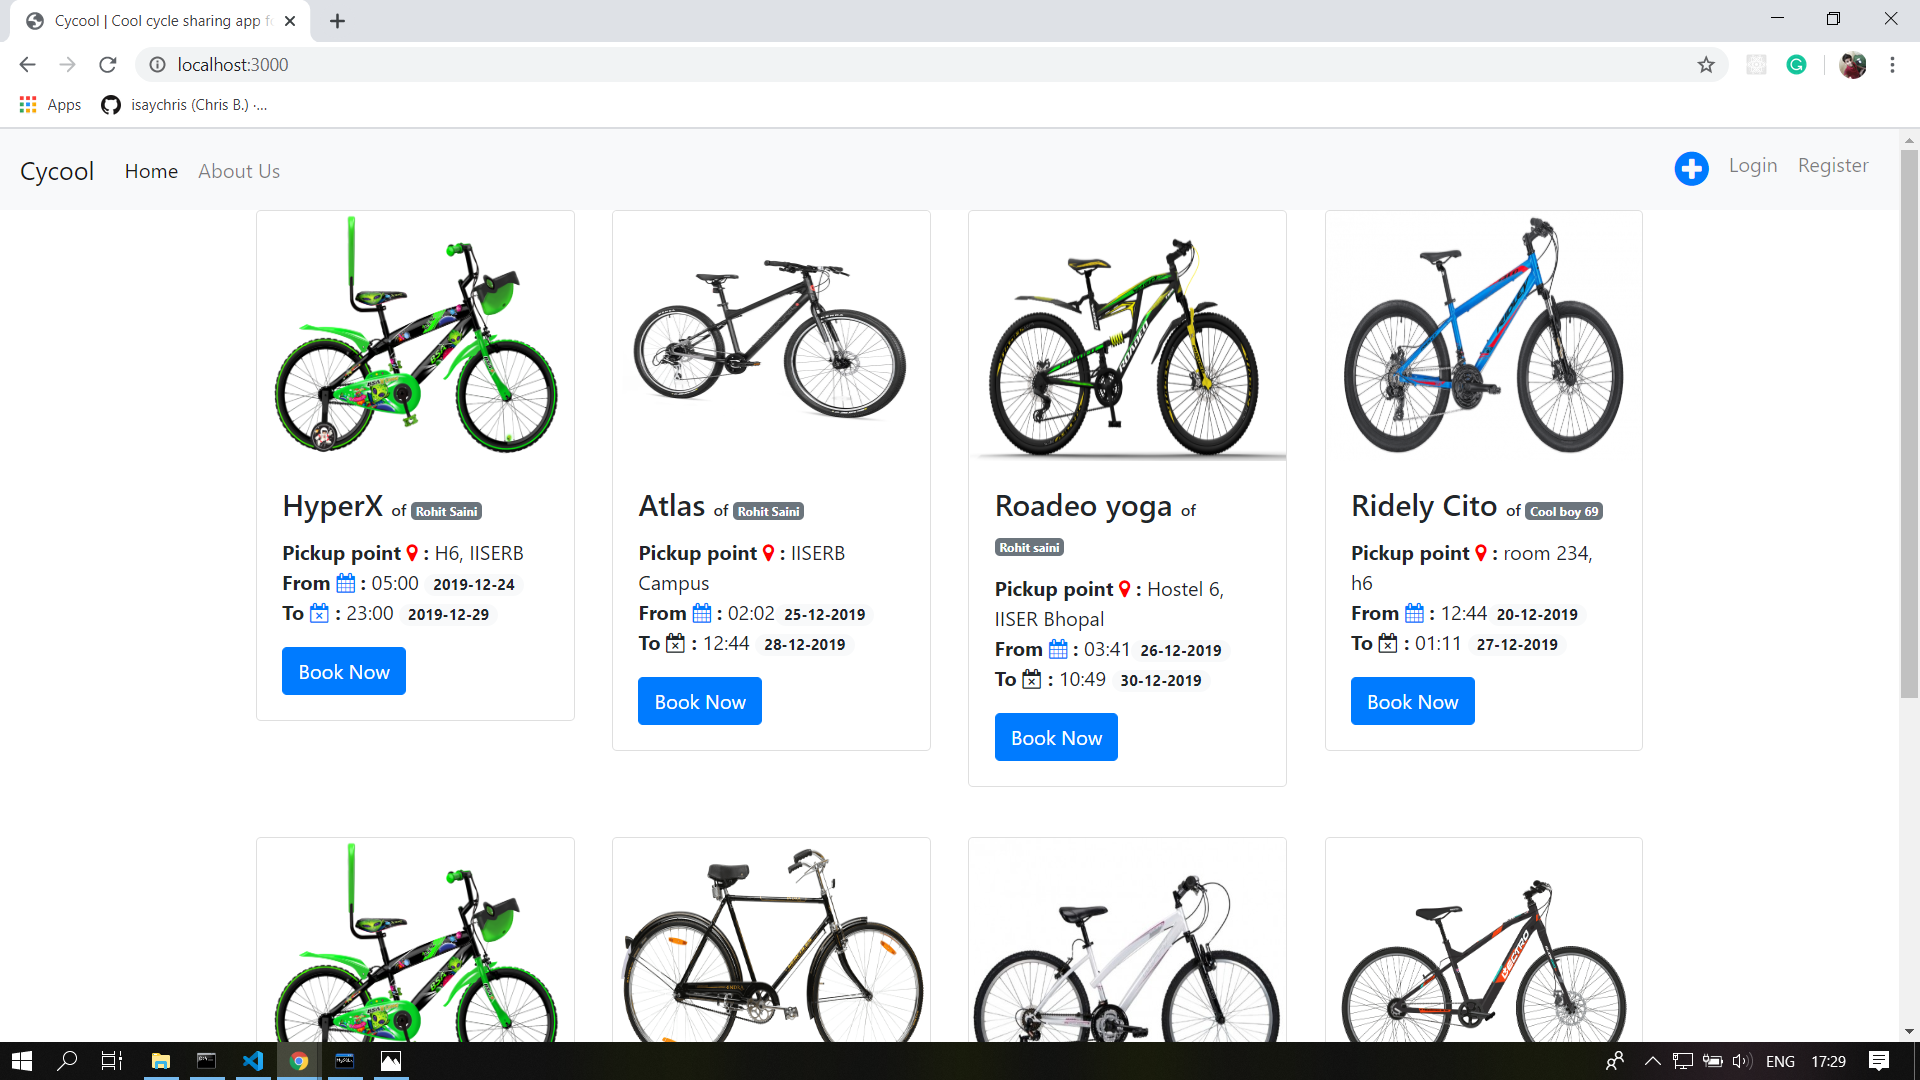 Cycool | Cool cycle sharing app fo
localhost:3000
Apps
isaychris (Chris B.) ·...
Cycool
Home
About Us
Login
Register
HyperX of Rohit Saini
Pickup point : H6, IISERB
From : 05:00 2019-12-24
To : 23:00 2019-12-29
Book Now
Atlas of Rohit Saini
Pickup point : IISERB
Campus
From : 02:02 25-12-2019
To : 12:44 28-12-2019
Book Now
ROADEO
Roadeo yoga of
Rohit saini
Pickup point : Hostel 6,
IISER Bhopal
From : 03:41 26-12-2019
To : 10:49 30-12-2019
Book Now
Ridely Cito of Cool boy 69
Pickup point : room 234,
h6
From : 12:44 20-12-2019
To : 01:11 27-12-2019
Book Now
ENG
17:29